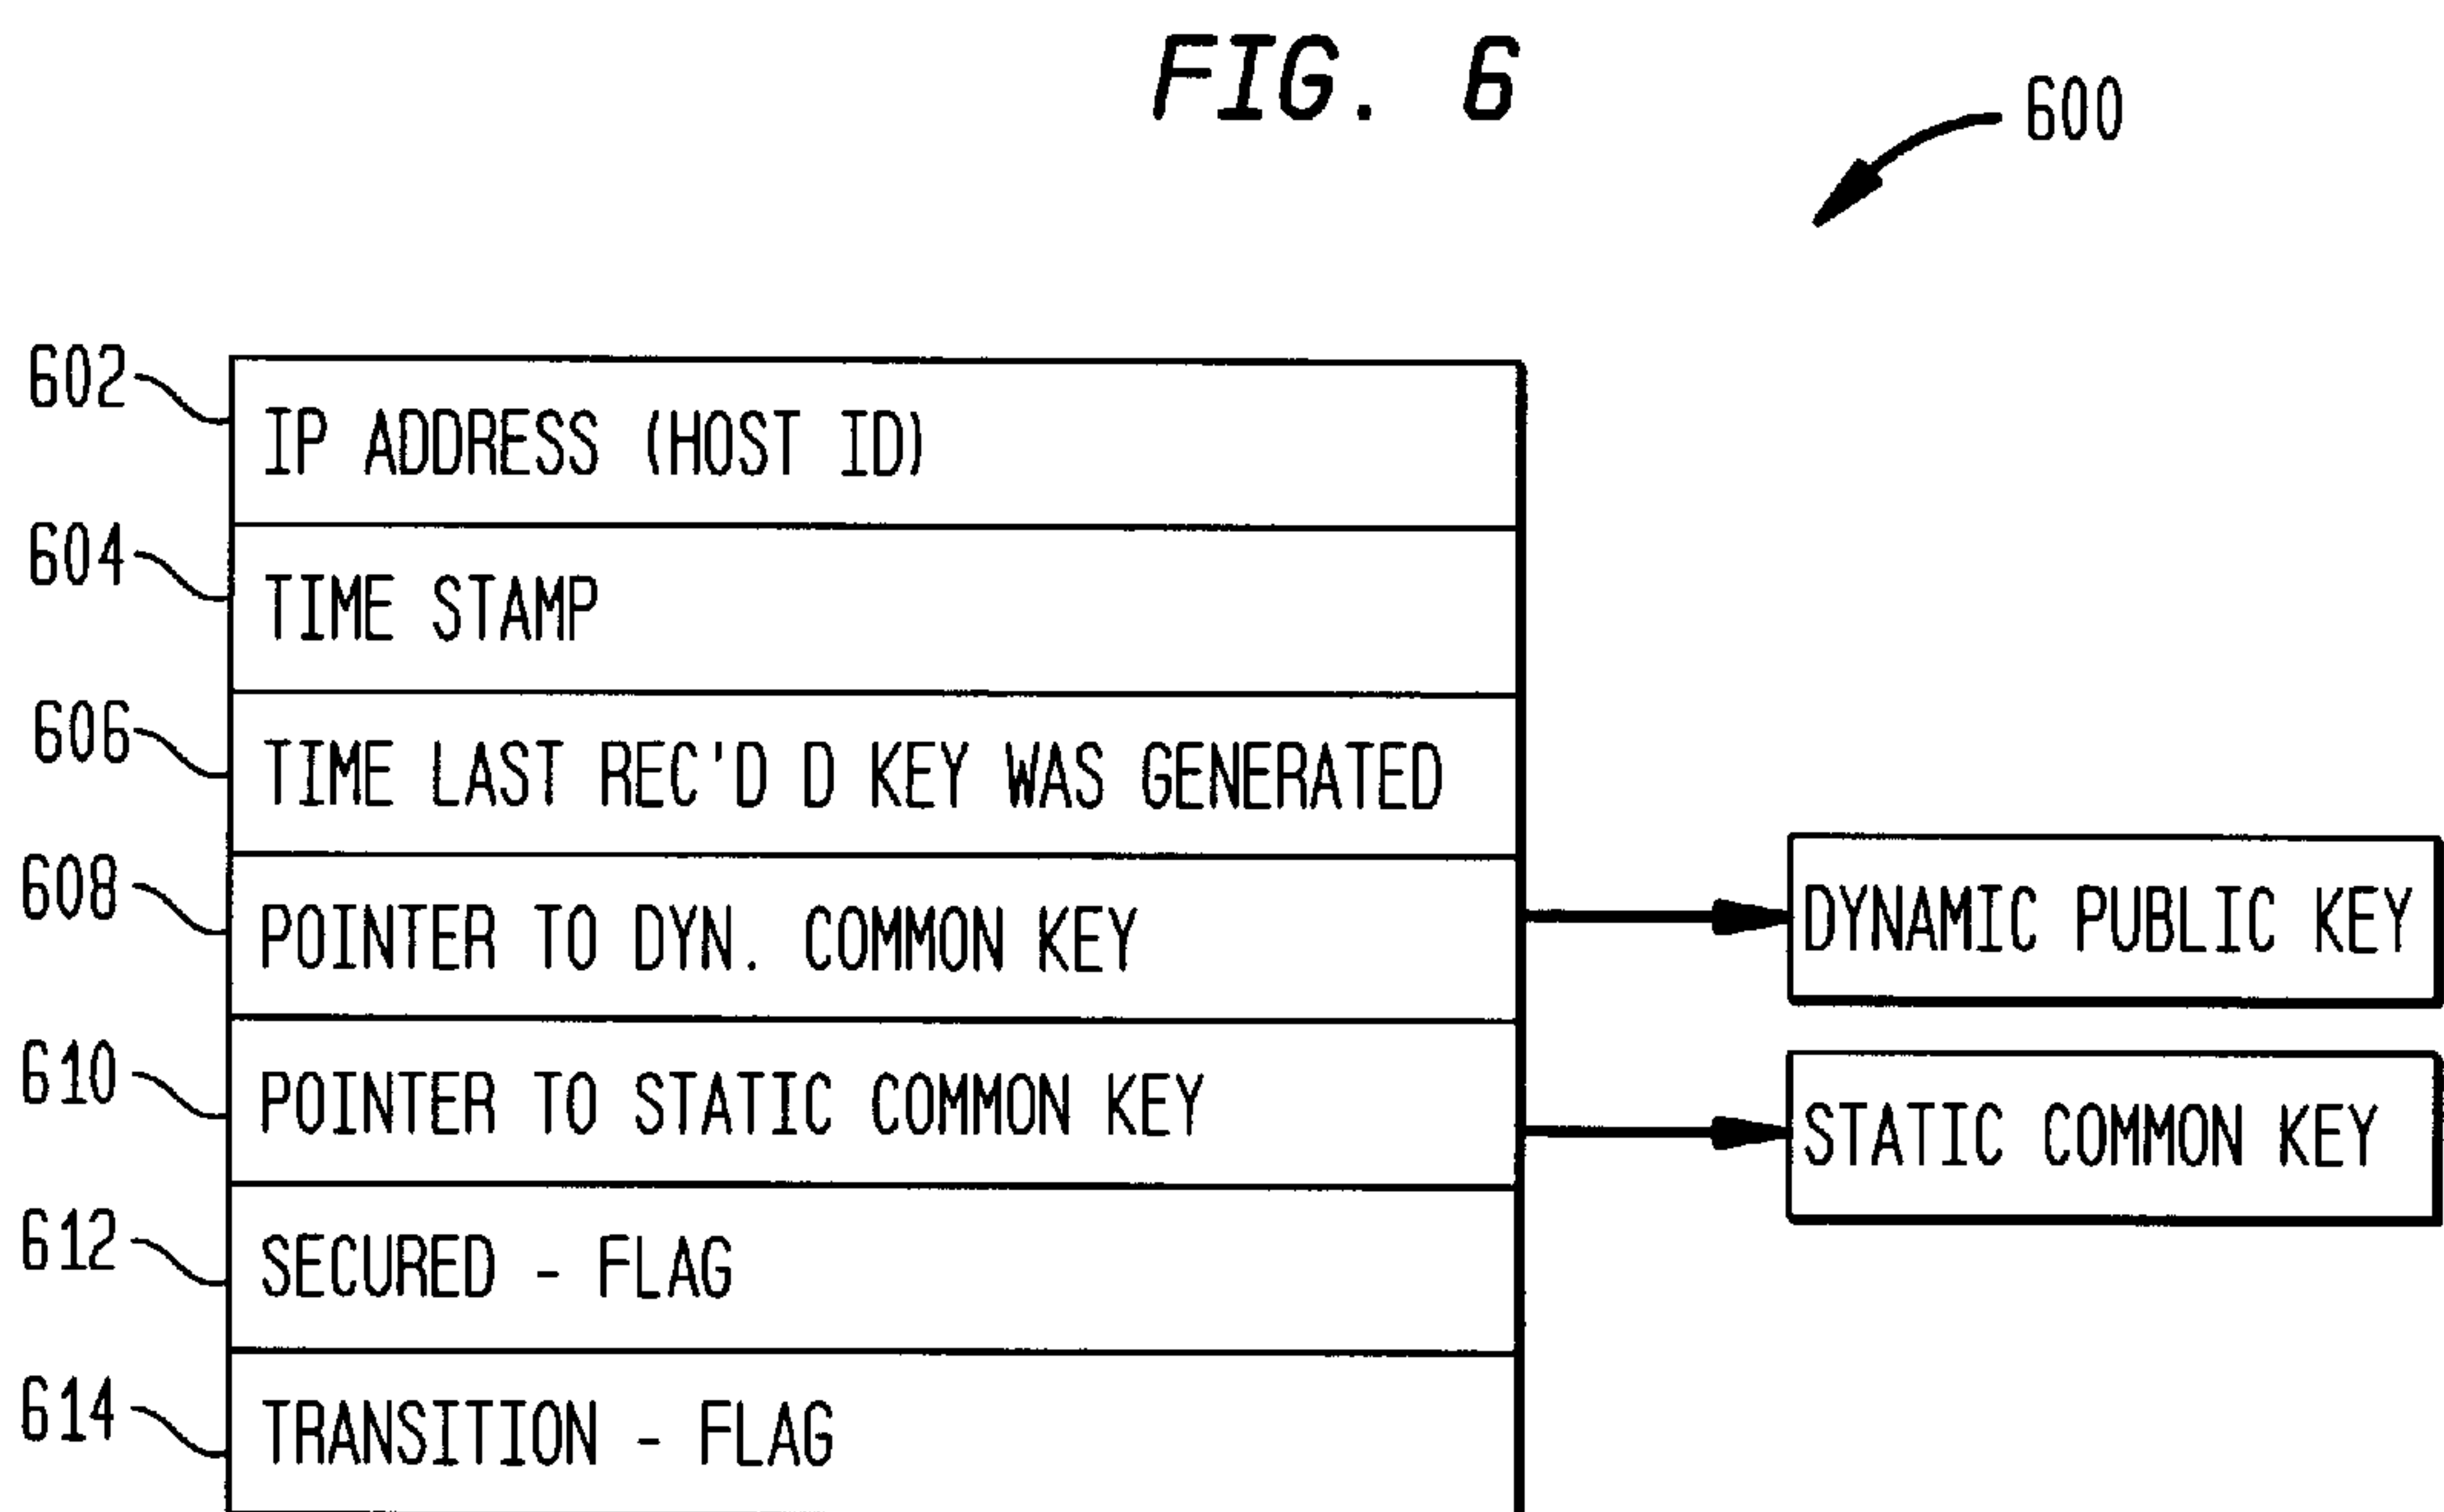 FIG. 6
600
602
IP ADDRESS (HOST ID)
604
TIME STAMP
606
TIME LAST REC'D D KEY WAS GENERATED
608
POINTER TO DYN. COMMON KEY
DYNAMIC PUBLIC KEY
610
POINTER TO STATIC COMMON KEY
STATIC COMMON KEY
612
SECURED - FLAG
614
TRANSITION - FLAG